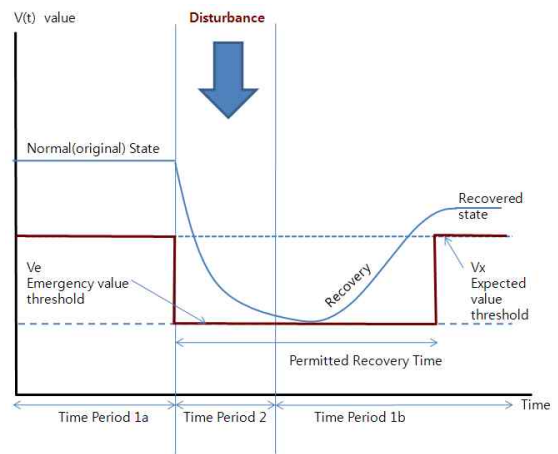 V(t) value
Disturbance
Normal(original) State
Recovered
state
Ve
Emergency value
threshold
Recovery
Vx
Expected
value
threshold
Permitted Recovery Time
Time
Time Period 1a
Time Period 2
Time Period 1b